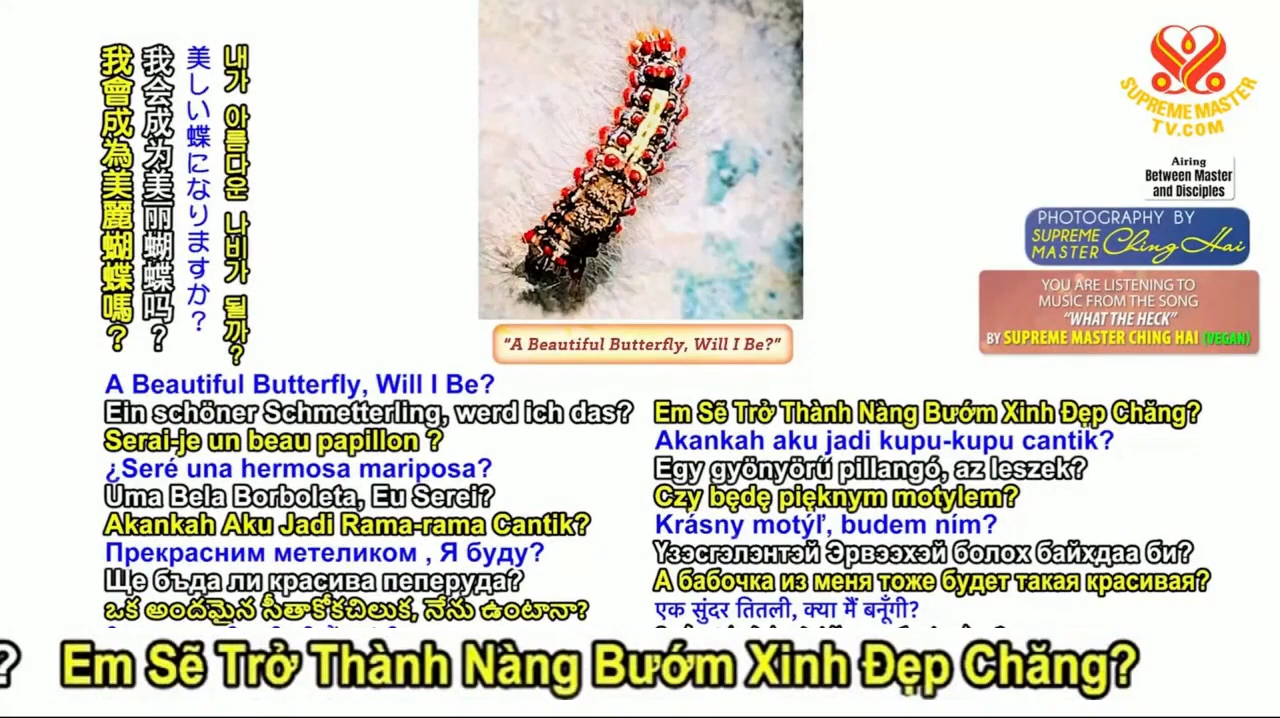 我會成為美麗蝴蝶嗎？
我会成为美丽蝴蝶吗？
美しい蝶になりますか？
내가 아름다운 나비가 될까?
SUPREME MASTER
TV.COM
Airing
Between Master
and Disciples
PHOTOGRAPHY BY
SUPREME
MASTER Ching Hai
YOU ARE LISTENING TO
MUSIC FROM THE SONG
“WHAT THE HECK”
BY SUPREME MASTER CHING HAI (VEGAN)
“A Beautiful Butterfly, Will I Be?”
A Beautiful Butterfly, Will I Be?
Ein schöner Schmetterling, werd ich das?
Serai-je un beau papillon ?
¿Seré una hermosa mariposa?
Uma Bela Borboleta, Eu Serei?
Akankah Aku Jadi Rama-rama Cantik?
Прекрасним метеликом , Я буду?
Ще бъда ли красива пеперуда?
ఒక అందమైన సీతాకోకచిలుక, నేను ఉంటానా?
Em Sẽ Trở Thành Nàng Bướm Xinh Đẹp Chăng?
Akankah aku jadi kupu-kupu cantik?
Egy gyönyörű pillangó, az leszek?
Czy będę pięknym motylem?
Krásny motýľ, budem ním?
Үзэсгэлэнтэй Эрвээхэй болох байхдаа би?
А бабочка из меня тоже будет такая красивая?
एक सुंदर तितली, क्या मैं बनूँगी?
? Em Sẽ Trở Thành Nàng Bướm Xinh Đẹp Chăng?